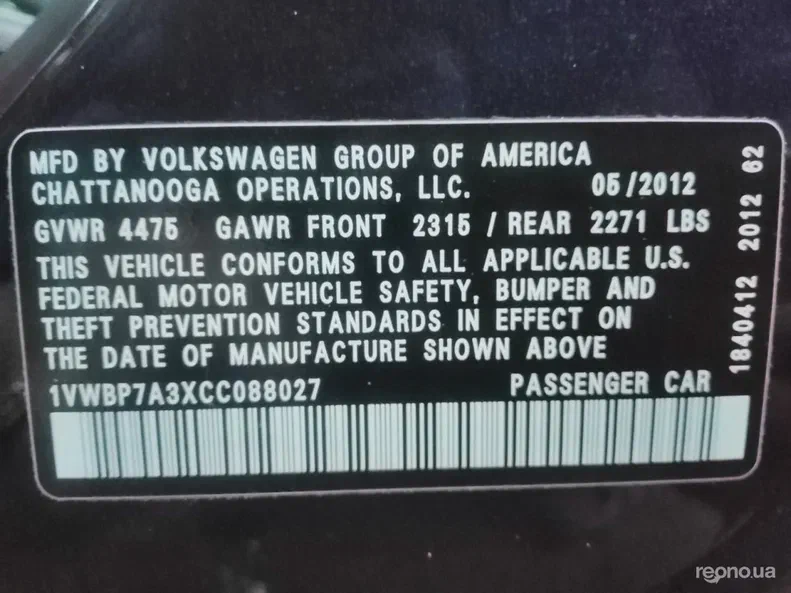 MFD BY VOLKSWAGEN GROUP OF AMERICA
CHATTANOOGA OPERATIONS, LLC. 05/2012
GVWR 4475 GAWR FRONT 2315 / REAR 2271 LBS
THIS VEHICLE CONFORMS TO ALL APPLICABLE U.S.
FEDERAL MOTOR VEHICLE SAFETY, BUMPER AND
THEFT PREVENTION STANDARDS IN EFFECT ON
THE DATE OF MANUFACTURE SHOWN ABOVE
1VWBP7A3XCC088027 PASSENGER CAR
1840412 2012 62
reono.ua